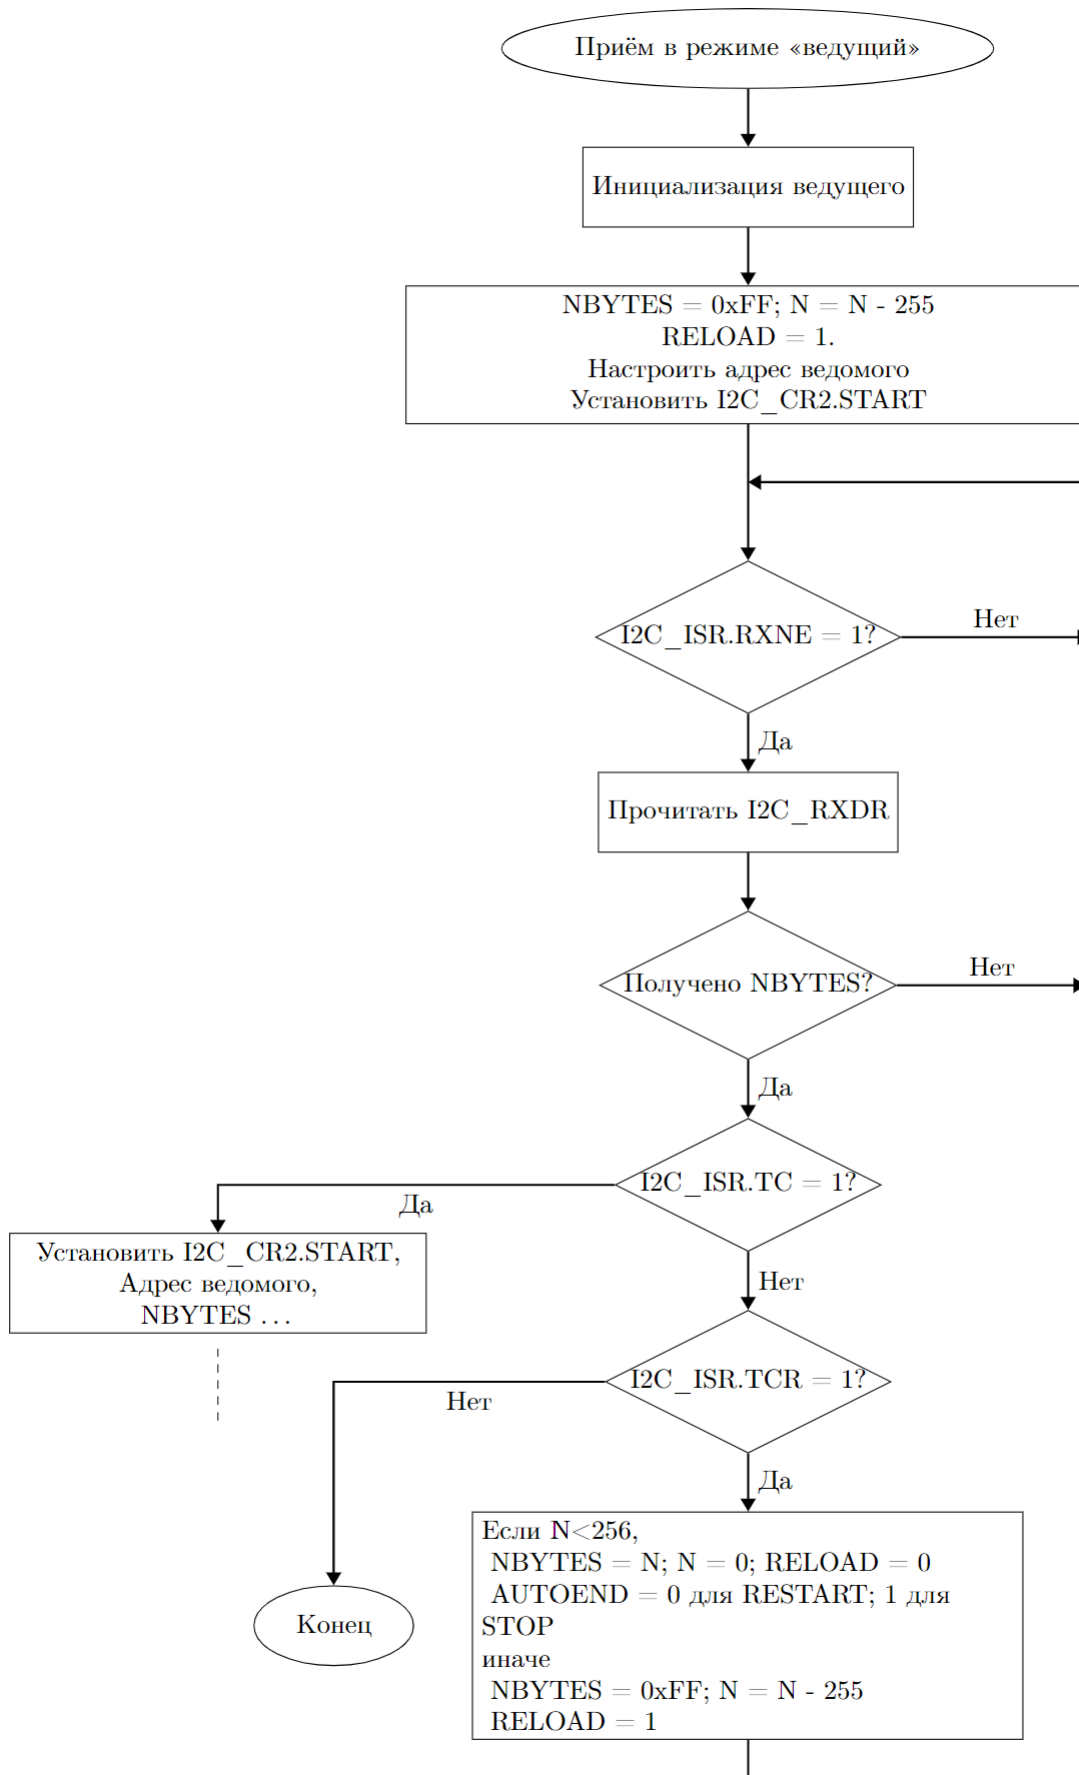 Приём в режиме «ведущий»
Инициализация ведущего
NBYTES = 0xFF; N = N - 255
RELOAD = 1.
Настроить адрес ведомого
Установить I2C_CR2.START
I2C_ISR.RXNE = 1?
Нет
Да
Прочитать I2C_RXDR
Получено NBYTES?
Нет
Да
I2C_ISR.TC = 1?
Да
Установить I2C_CR2.START,
Адрес ведомого,
NBYTES ...
Нет
I2C_ISR.TCR = 1?
Нет
Да
Конец
Если N<256,
NBYTES = N; N = 0; RELOAD = 0
AUTOEND = 0 для RESTART; 1 для
STOP
иначе
NBYTES = 0xFF; N = N - 255
RELOAD = 1